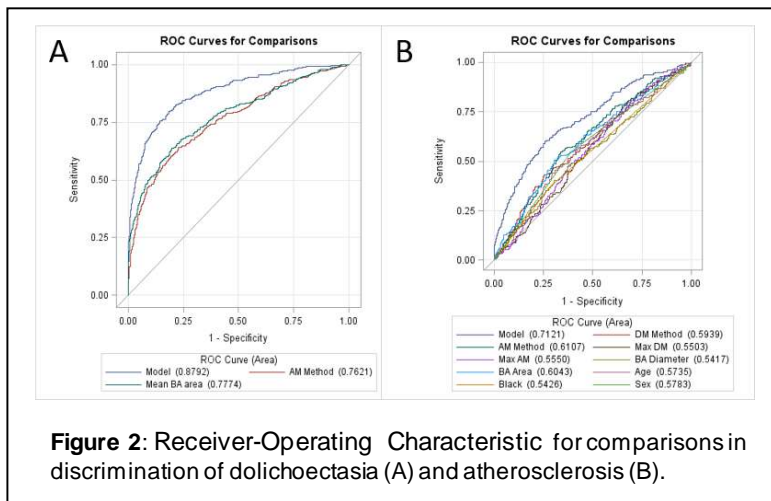 A
ROC Curves for Comparisons
1.00
0.75
0.50
0.25
0.00
Sensitivity
0.00 0.25 0.50 0.75 1.00
1 - Specificity
ROC Curve (Area)
Model (0.8792) AM Method (0.7621)
Mean BA area (0.7774)
B
ROC Curves for Comparisons
1.00
0.75
0.50
0.25
0.00
Sensitivity
0.00 0.25 0.50 0.75 1.00
1 - Specificity
ROC Curve (Area)
Model (0.7121) DM Method (0.5939)
AM Method (0.6107) Max DM (0.5503)
Max AM (0.5550) BA Diameter (0.5417)
BA Area (0.6043) Age (0.5735)
Black (0.5426) Sex (0.5783)
Figure 2: Receiver-Operating Characteristic for comparisons in
discrimination of dolichoectasia (A) and atherosclerosis (B).